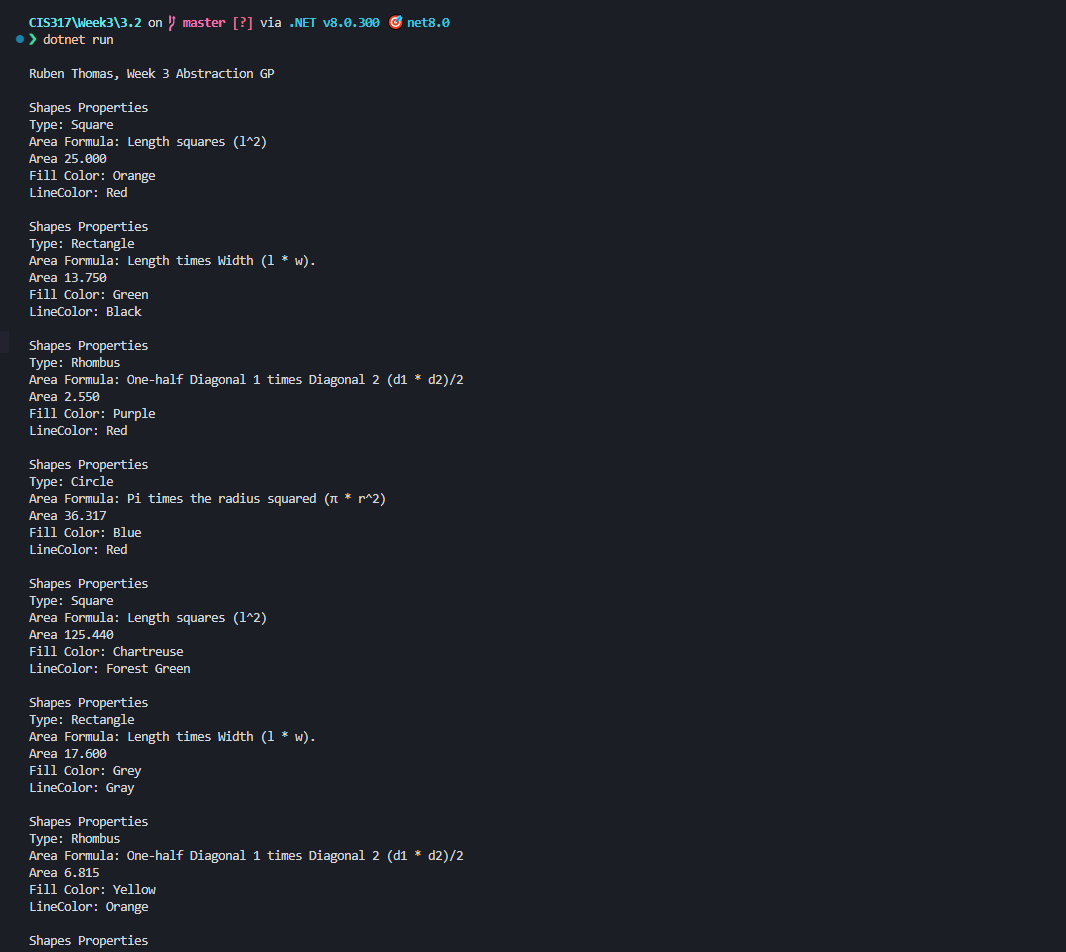 CIS317\Week3\3.2 on master [?] via .NET v8.0.300 🎯 net8.0
❯ dotnet run
Ruben Thomas, Week 3 Abstraction GP
Shapes Properties
Type: Square
Area Formula: Length squares (l^2)
Area 25.000
Fill Color: Orange
LineColor: Red
Shapes Properties
Type: Rectangle
Area Formula: Length times Width (l * w).
Area 13.750
Fill Color: Green
LineColor: Black
Shapes Properties
Type: Rhombus
Area Formula: One-half Diagonal 1 times Diagonal 2 (d1 * d2)/2
Area 2.550
Fill Color: Purple
LineColor: Red
Shapes Properties
Type: Circle
Area Formula: Pi times the radius squared (π * r^2)
Area 36.317
Fill Color: Blue
LineColor: Red
Shapes Properties
Type: Square
Area Formula: Length squares (l^2)
Area 125.440
Fill Color: Chartreuse
LineColor: Forest Green
Shapes Properties
Type: Rectangle
Area Formula: Length times Width (l * w).
Area 17.600
Fill Color: Grey
LineColor: Gray
Shapes Properties
Type: Rhombus
Area Formula: One-half Diagonal 1 times Diagonal 2 (d1 * d2)/2
Area 6.815
Fill Color: Yellow
LineColor: Orange
Shapes Properties